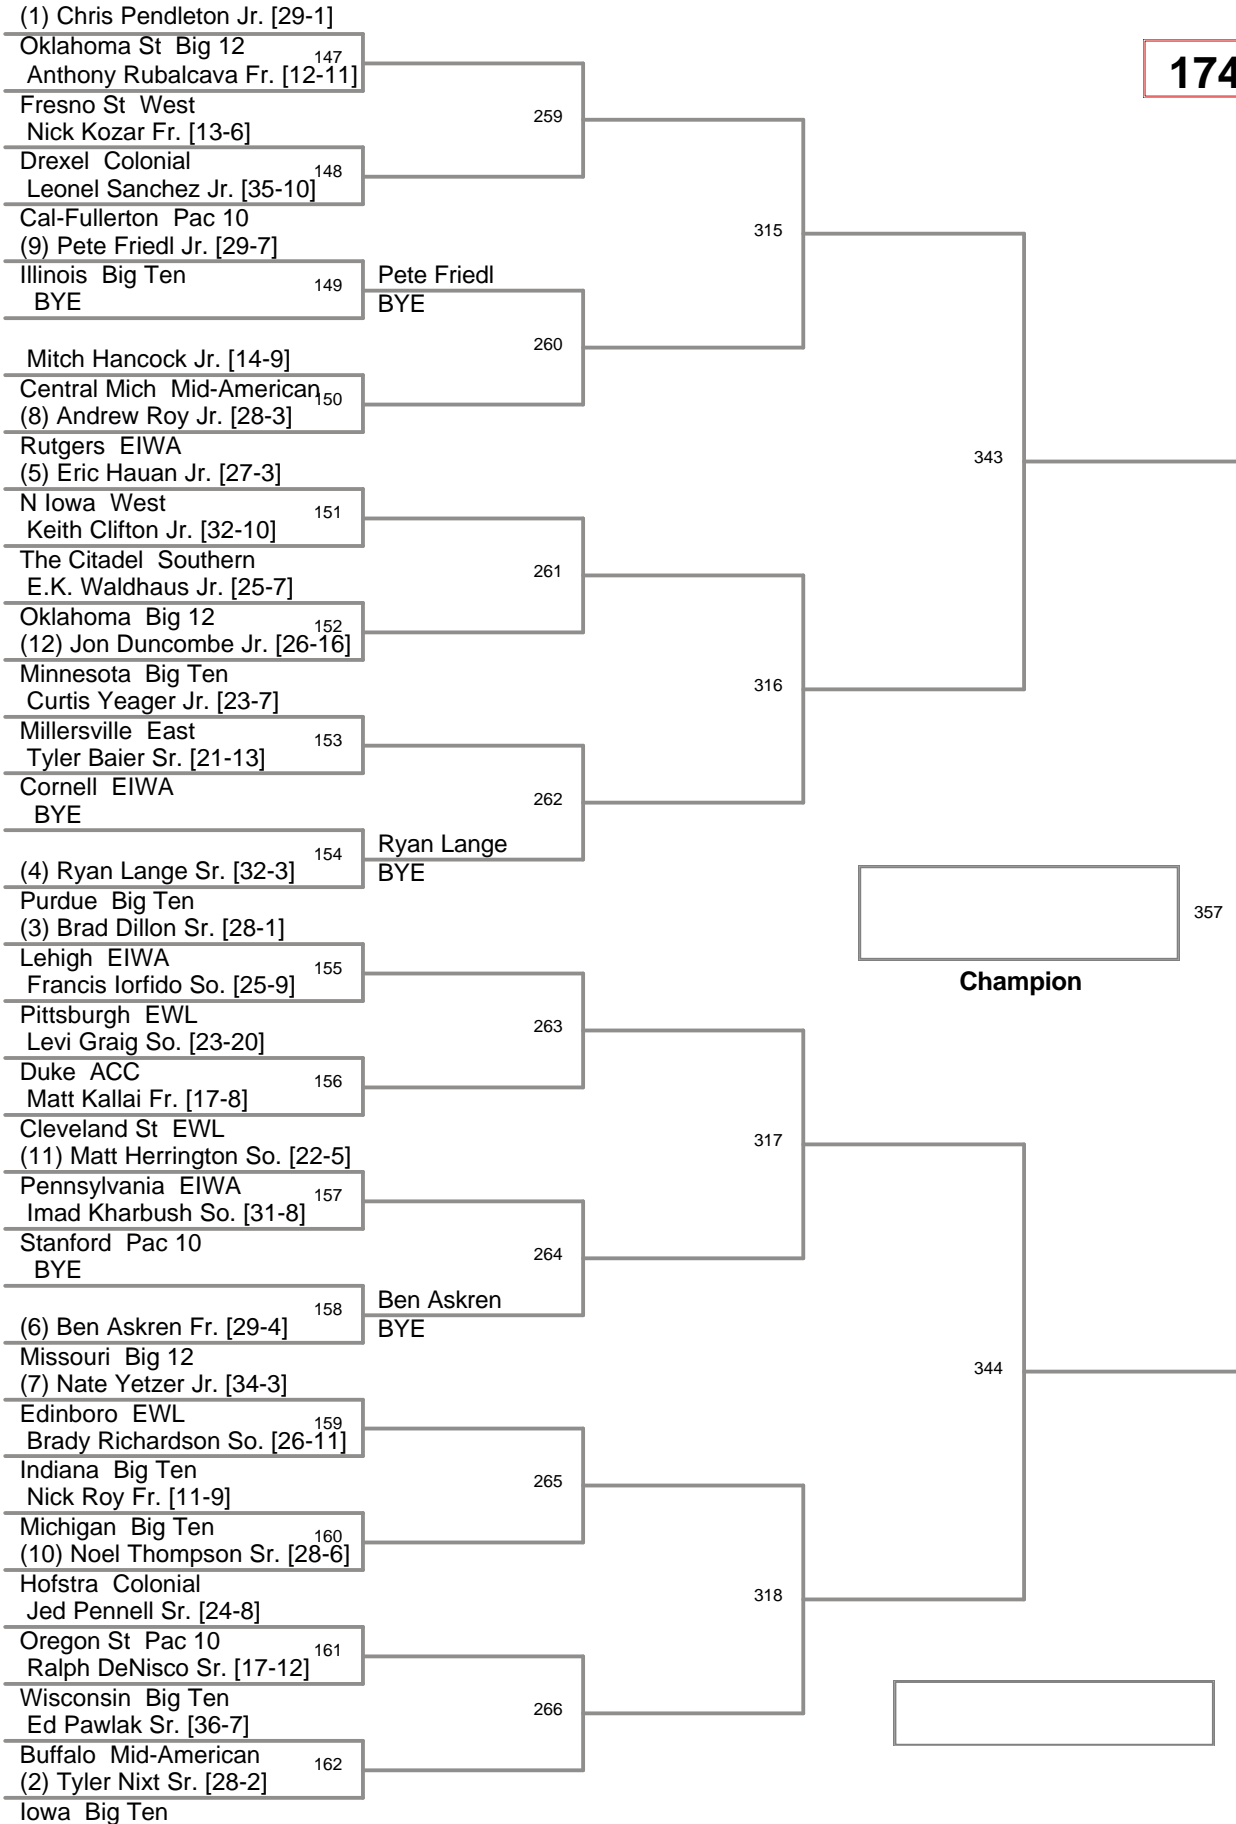 (1) Chris Pendleton Jr. [29-1]
Oklahoma St Big 12
147
Anthony Rubalcava Fr. [12-11]
Fresno St West
Nick Kozar Fr. [13-6]
Drexel Colonial
148
Leonel Sanchez Jr. [35-10]
Cal-Fullerton Pac 10
(9) Pete Friedl Jr. [29-7]
Illinois Big Ten
149
BYE
Mitch Hancock Jr. [14-9]
Central Mich Mid-American
150
(8) Andrew Roy Jr. [28-3]
Rutgers EIWA
(5) Eric Hauan Jr. [27-3]
N Iowa West
151
Keith Clifton Jr. [32-10]
The Citadel Southern
E.K. Waldhaus Jr. [25-7]
Oklahoma Big 12
152
(12) Jon Duncombe Jr. [26-16]
Minnesota Big Ten
Curtis Yeager Jr. [23-7]
Millersville East
153
Tyler Baier Sr. [21-13]
Cornell EIWA
BYE
154
(4) Ryan Lange Sr. [32-3]
Purdue Big Ten
(3) Brad Dillon Sr. [28-1]
Lehigh EIWA
155
Francis Iorfido So. [25-9]
Pittsburgh EWL
Levi Graig So. [23-20]
Duke ACC
156
Matt Kallai Fr. [17-8]
Cleveland St EWL
(11) Matt Herrington So. [22-5]
Pennsylvania EIWA
157
Imad Kharbush So. [31-8]
Stanford Pac 10
BYE
158
(6) Ben Askren Fr. [29-4]
Missouri Big 12
(7) Nate Yetzer Jr. [34-3]
Edinboro EWL
159
Brady Richardson So. [26-11]
Indiana Big Ten
Nick Roy Fr. [11-9]
Michigan Big Ten
160
(10) Noel Thompson Sr. [28-6]
Hofstra Colonial
Jed Pennell Sr. [24-8]
Oregon St Pac 10
161
Ralph DeNisco Sr. [17-12]
Wisconsin Big Ten
Ed Pawlak Sr. [36-7]
Buffalo Mid-American
162
(2) Tyler Nixt Sr. [28-2]
Iowa Big Ten
259
Pete Friedl
BYE
260
261
262
Ryan Lange
BYE
263
264
Ben Askren
BYE
265
266
315
316
317
318
343
344
174
357
Champion